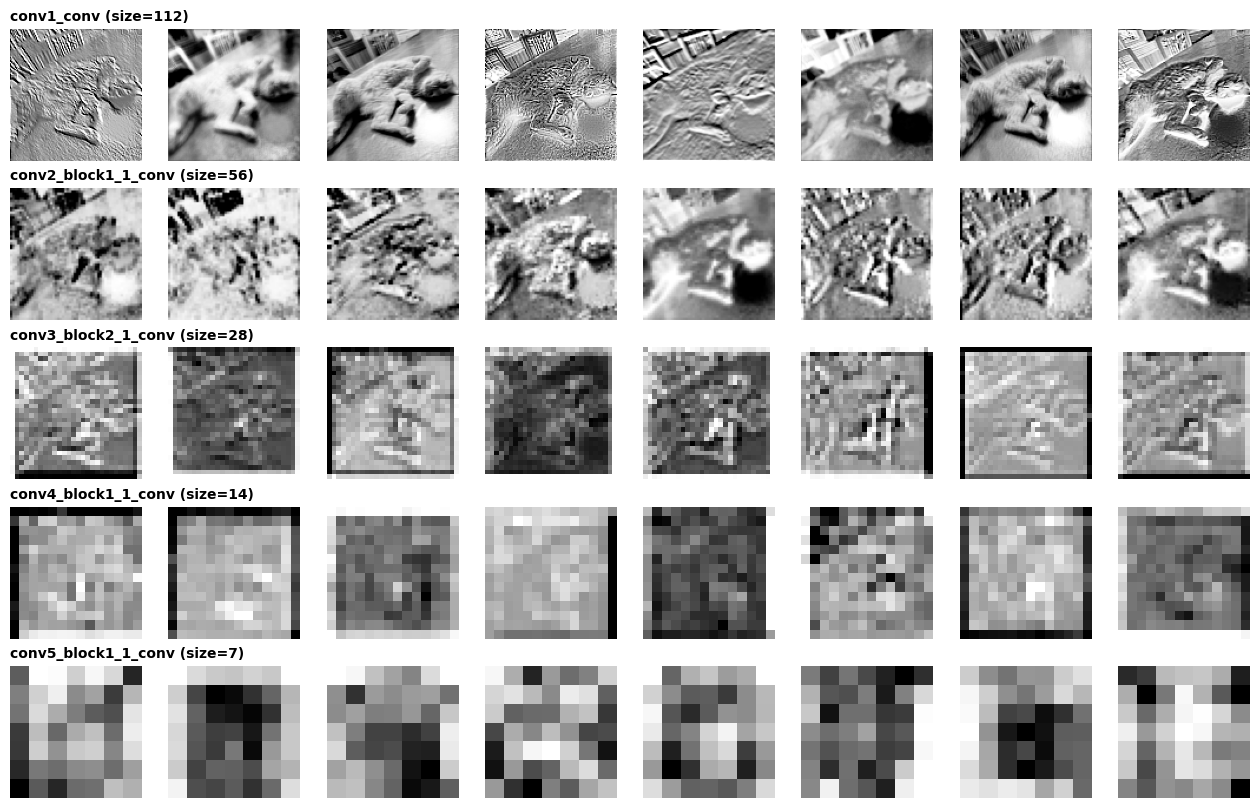 conv1_conv (size=112)
conv2_block1_1_conv (size=56)
conv3_block2_1_conv (size=28)
conv4_block1_1_conv (size=14)
conv5_block1_1_conv (size=7)